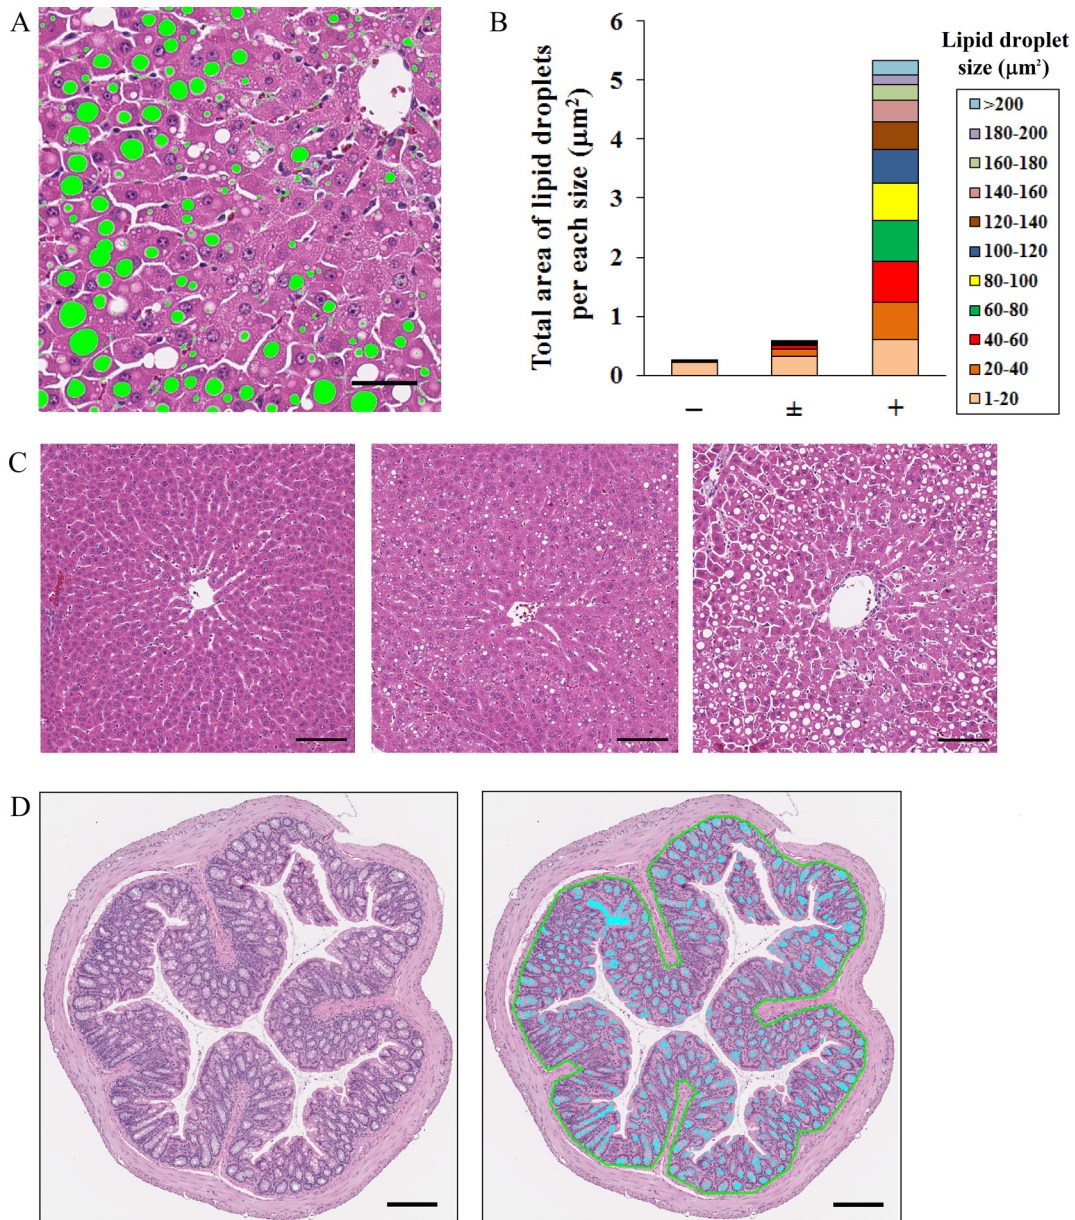 A
B
Total area of lipid droplets
per each size (μm²)
6
5
4
3
2
1
0
−
±
+
Lipid droplet
size (μm²)
>200
180-200
160-180
140-160
120-140
100-120
80-100
60-80
40-60
20-40
1-20
C
D